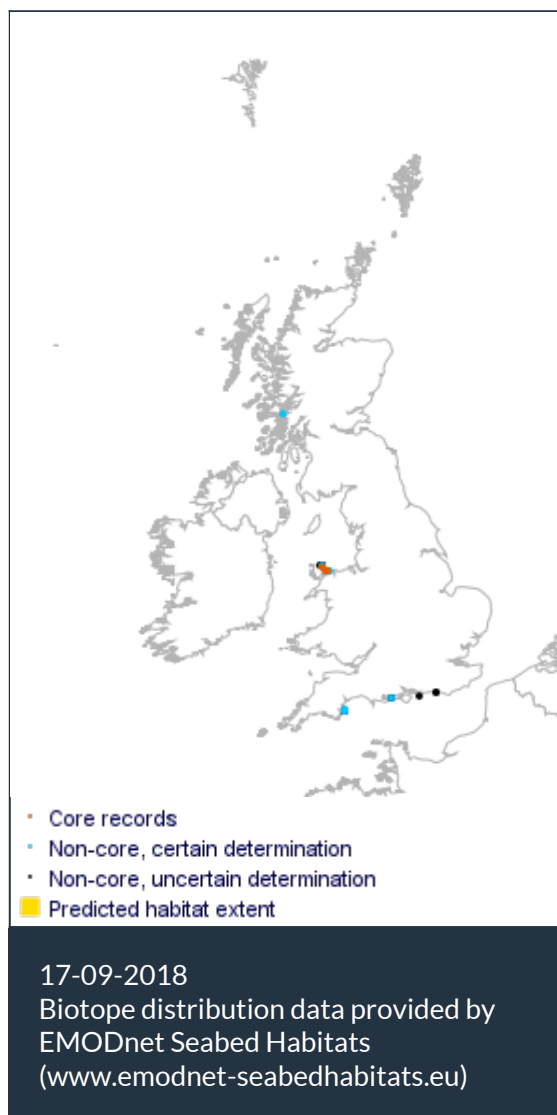 Core records
Non-core, certain determination
Non-core, uncertain determination
Predicted habitat extent
17-09-2018
Biotope distribution data provided by
EMODnet Seabed Habitats
(www.emodnet-seabedhabitats.eu)